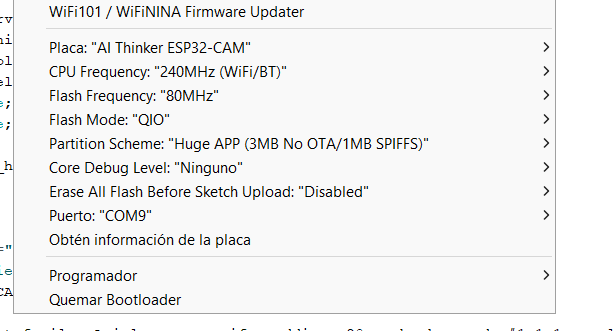 WiFi101 / WiFiNINA Firmware Updater
Placa: "AI Thinker ESP32-CAM"
CPU Frequency: "240MHz (WiFi/BT)"
Flash Frequency: "80MHz"
Flash Mode: "QIO"
Partition Scheme: "Huge APP (3MB No OTA/1MB SPIFFS)"
Core Debug Level: "Ninguno"
Erase All Flash Before Sketch Upload: "Disabled"
Puerto: "COM9"
Obtén información de la placa
Programador
Quemar Bootloader